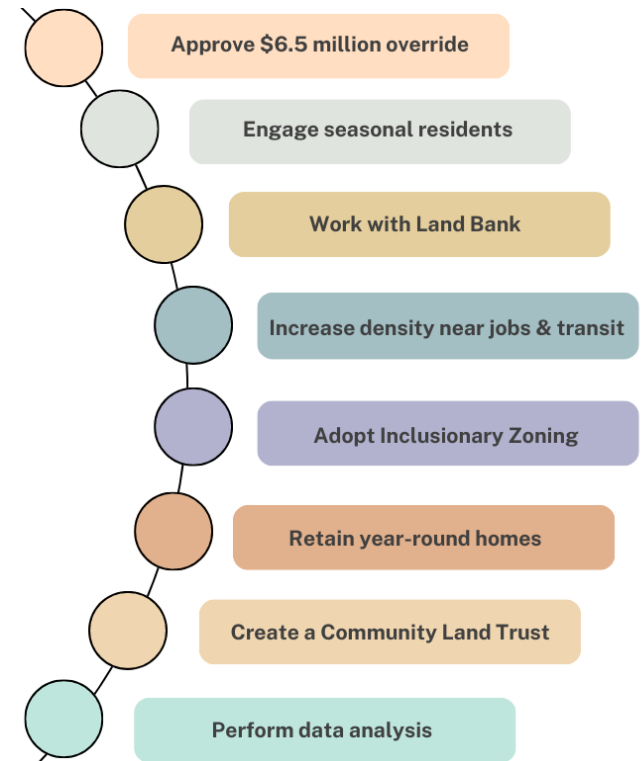 Approve $6.5 million override
Engage seasonal residents
Work with Land Bank
Increase density near jobs & transit
Adopt Inclusionary Zoning
Retain year-round homes
Create a Community Land Trust
Perform data analysis